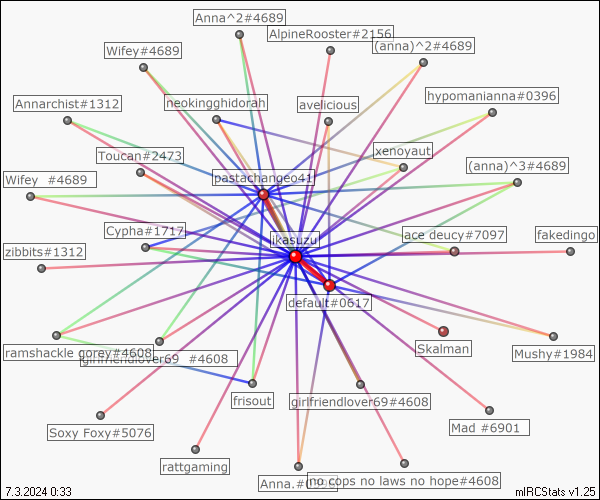 Anna^2#4689
AlpineRooster#2156
Wifey#4689
(anna)^2#4689
Annarchist#1312
neokingghidorah
avelicious
hypomanianna#0396
Toucan#2473
xenoyaut
pastachangeo41
(anna)^3#4689
Wifey #4689
Cypha#1717
ikasuzu
ace deucy#7097
fakedingo
zibbits#1312
default#0617
ramshackle gorey#4608
#4608
Skalman
Mushy#1984
frisout
girlfriendlover69#4608
Soxy Foxy#5076
Mad #6901
rattgaming
no cops no laws no hope#4608
7.3.2024 0:33
mIRCStats v1.25